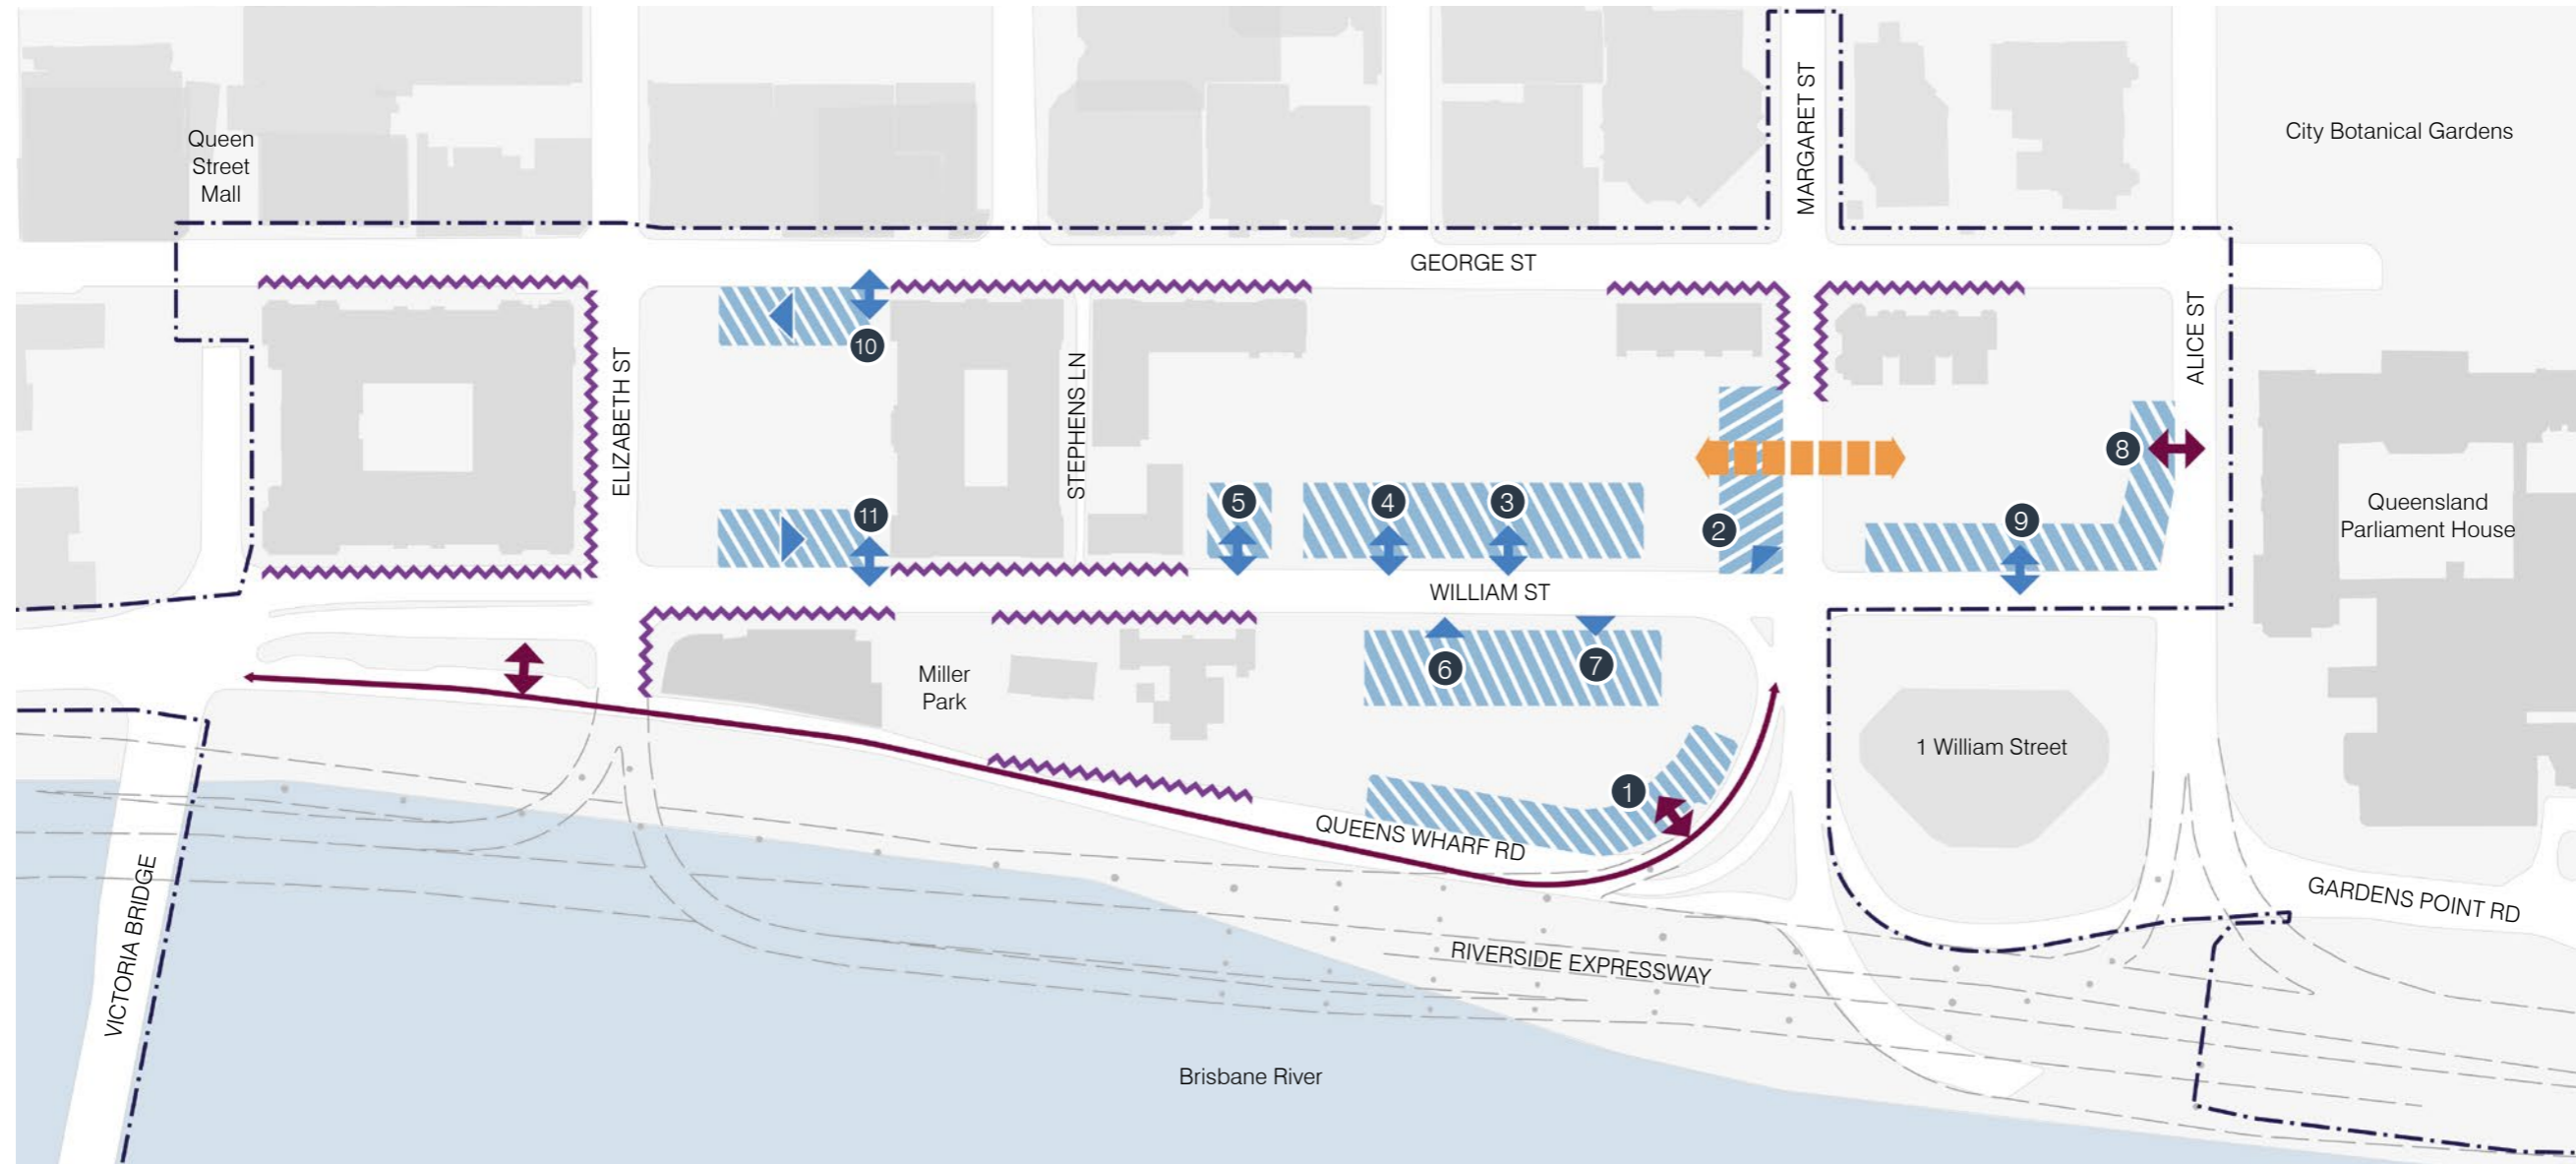 Queen
Street
Mall
MARGARET ST
City Botanical Gardens
GEORGE ST
10
ELIZABETH ST
STEPHENS LN
ALICE ST
8
5
4
3
2
11
9
Queensland
Parliament House
WILLIAM ST
6
7
Miller
Park
1 William Street
1
QUEENS WHARF RD
VICTORIA BRIDGE
GARDENS POINT RD
RIVERSIDE EXPRESSWAY
Brisbane River